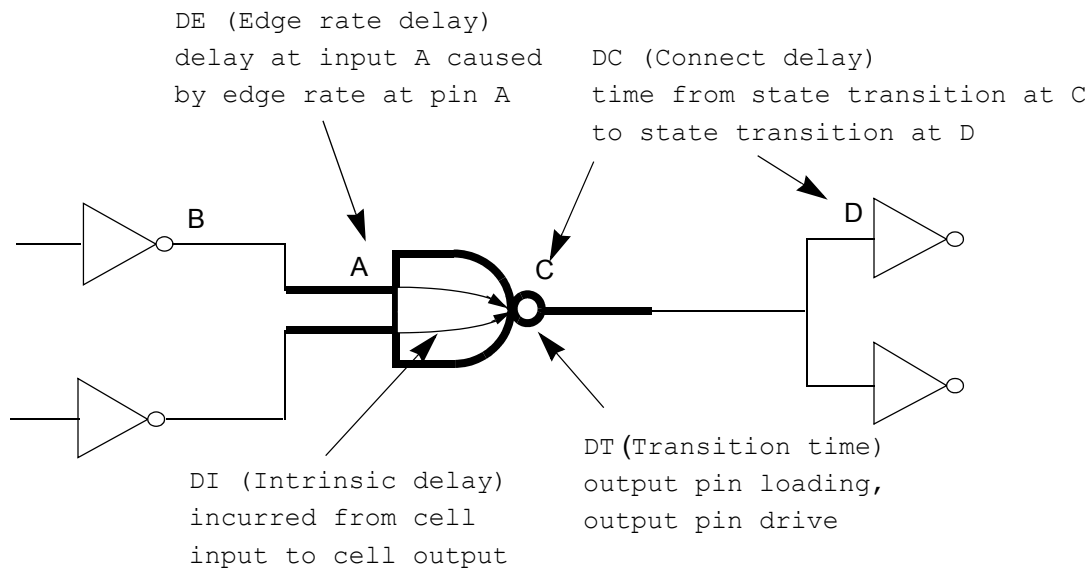 DE (Edge rate delay)
delay at input A caused
by edge rate at pin A
DC (Connect delay)
time from state transition at C
to state transition at D
B
A
C
D
DI (Intrinsic delay)
incurred from cell
input to cell output
DT (Transition time)
output pin loading,
output pin drive